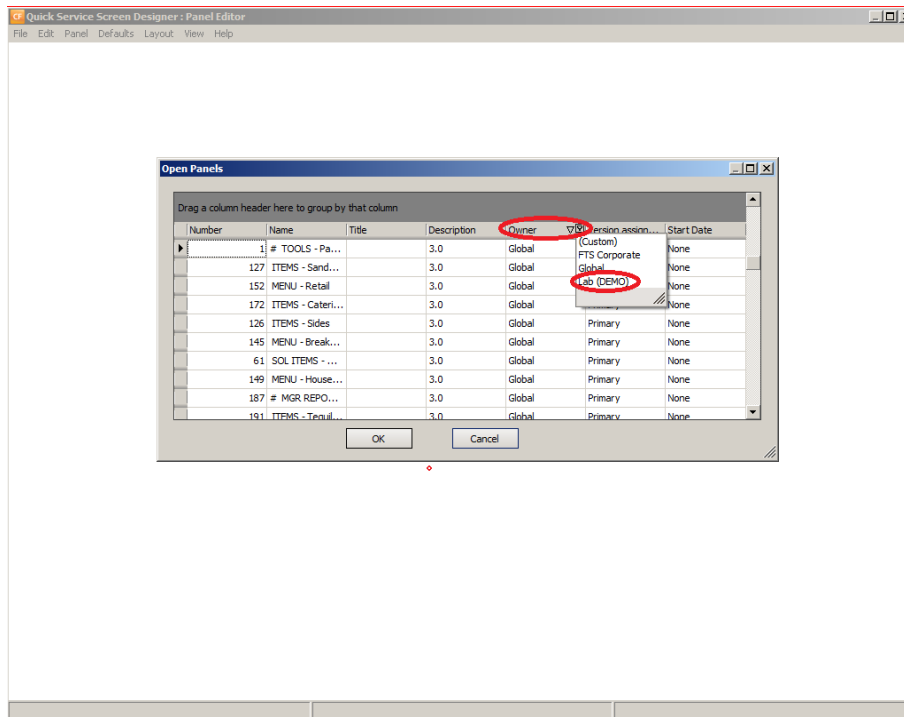 CF Quick Service Screen Designer : Panel Editor
File Edit Panel Defaults Layout View Help
Open Panels
Drag a column header here to group by that column
Number Name Title Description Owner Version assign... Start Date
1 # TOOLS - Pa... 3.0 Global None
127 ITEMS - Sand... 3.0 Global None
152 MENU - Retail 3.0 Global None
172 ITEMS - Cateri... 3.0 Global Primary None
126 ITEMS - Sides 3.0 Global Primary None
145 MENU - Break... 3.0 Global Primary None
61 SOL ITEMS - ... 3.0 Global Primary None
149 MENU - House... 3.0 Global Primary None
187 # MGR REPO... 3.0 Global Primary None
191 ITEMS - Tequil... 3.0 Global Primary None
(Custom)
FTS Corporate
Global
Lab (DEMO)
OK Cancel